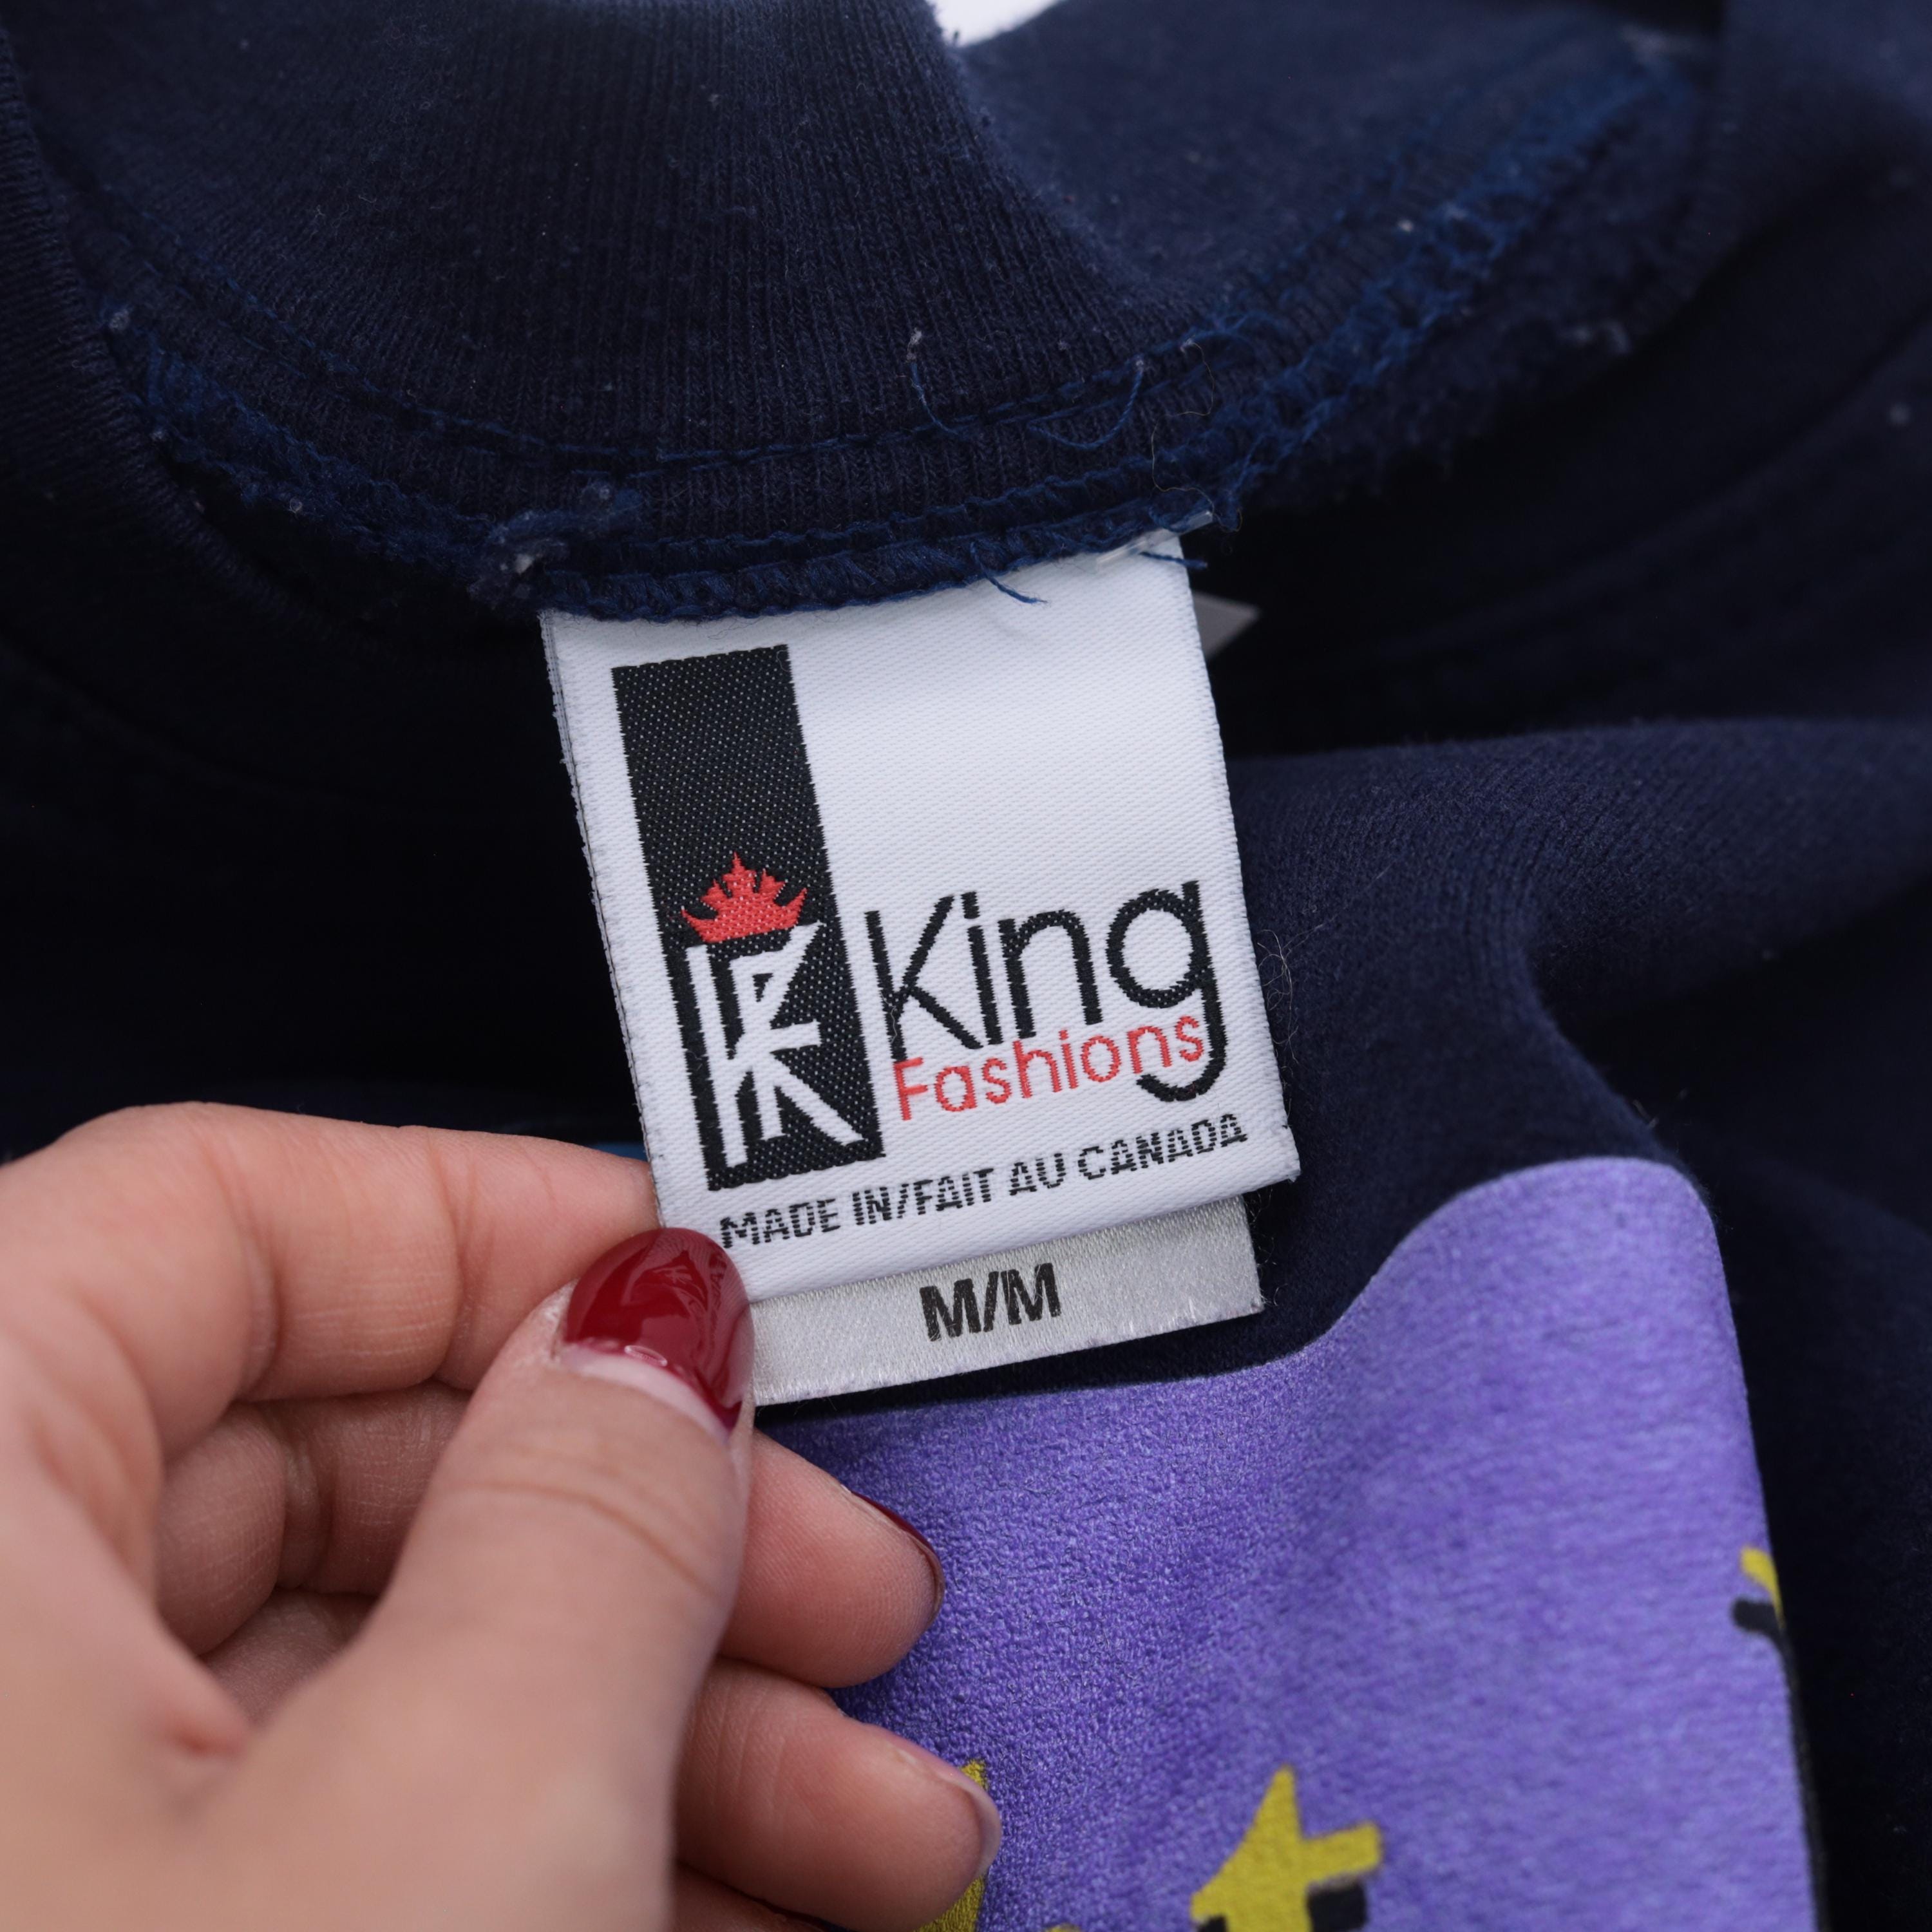 King
Fashions
MADE IN/FAIT AU CANADA
M/M